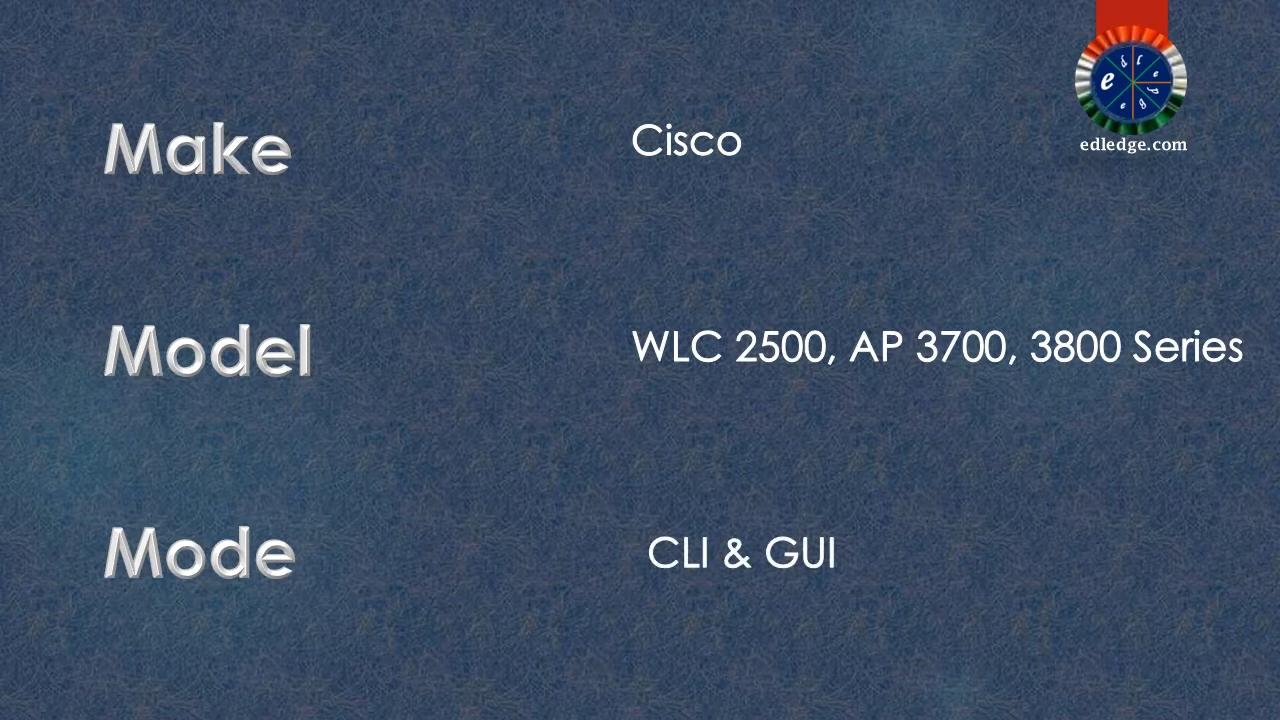 Make Cisco
edledge.com
Model WLC 2500, AP 3700, 3800 Series
Mode CLI & GUI